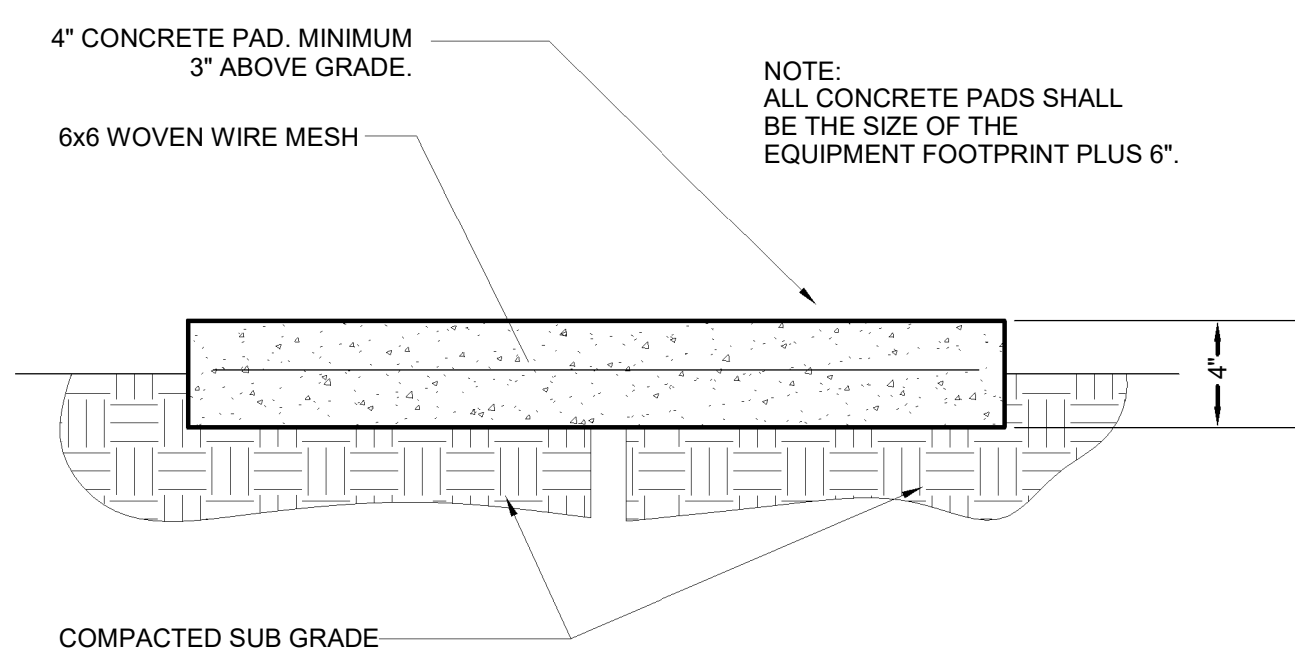 4" CONCRETE PAD. MINIMUM
3" ABOVE GRADE.
6x6 WOVEN WIRE MESH
NOTE:
ALL CONCRETE PADS SHALL
BE THE SIZE OF THE
EQUIPMENT FOOTPRINT PLUS 6".
4"
COMPACTED SUB GRADE